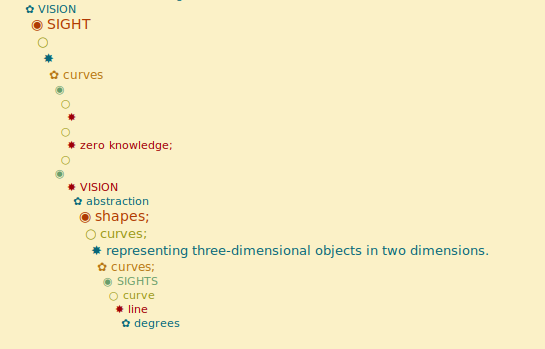 VISION
SIGHT
curves
zero knowledge;
VISION
abstraction
shapes;
curves;
representing three-dimensional objects in two dimensions.
curves;
SIGHTS
curve
line
degrees